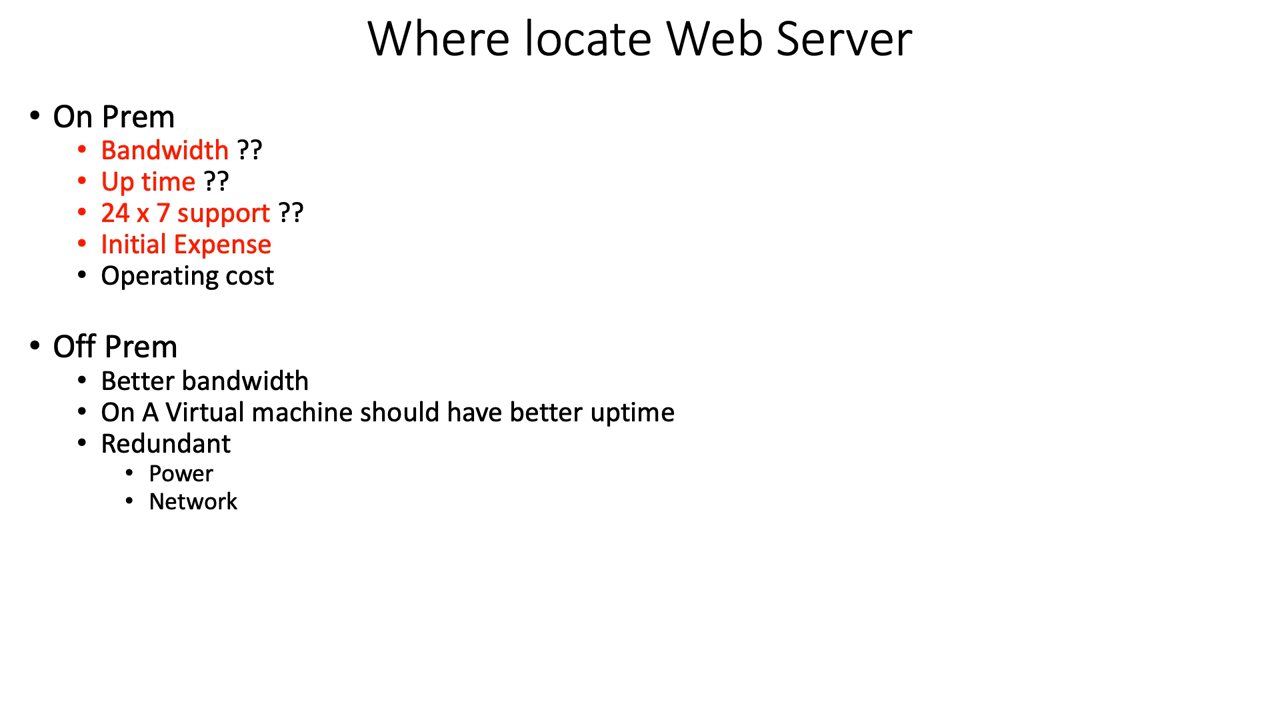 Where locate Web Server
• On Prem
• Bandwidth ??
• Up time ??
• 24 x 7 support ??
• Initial Expense
• Operating cost
• Off Prem
• Better bandwidth
• On A Virtual machine should have better uptime
• Redundant
• Power
• Network